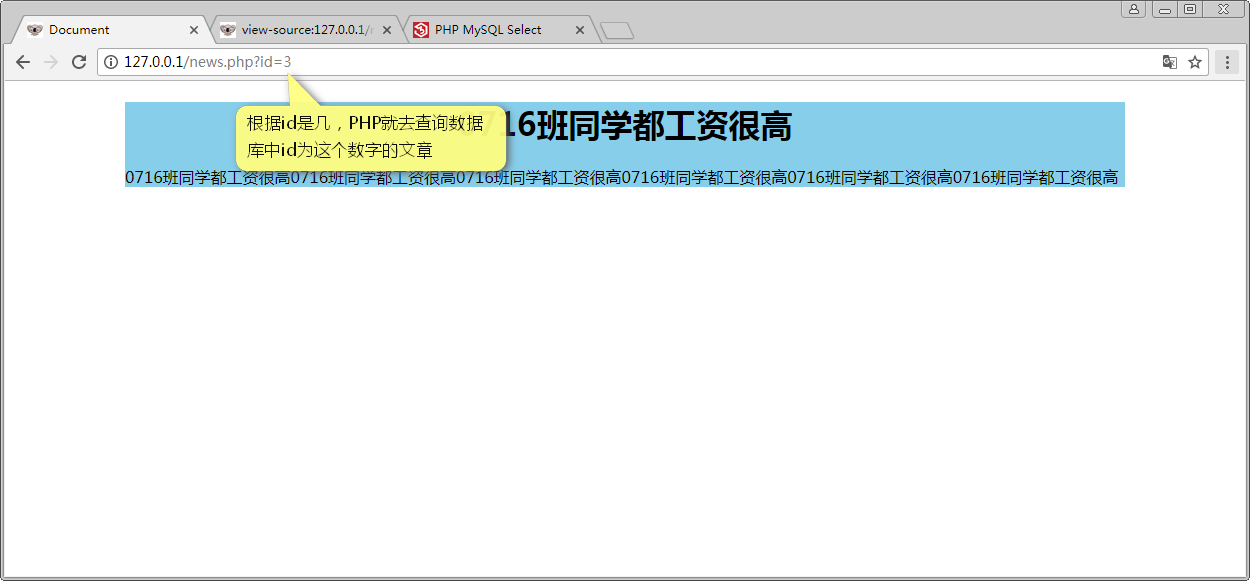 Document
view-source:127.0.0.1/
PHP MySQL Select
127.0.0.1/news.php?id=3
根据id是几，PHP就去查询数据
库中id为这个数字的文章
0716班同学都工资很高
0716班同学都工资很高0716班同学都工资很高0716班同学都工资很高0716班同学都工资很高0716班同学都工资很高0716班同学都工资很高